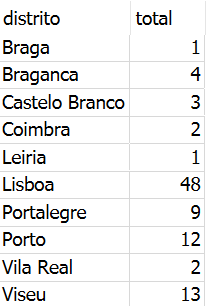 distrito total
Braga 1
Braganca 4
Castelo Branco 3
Coimbra 2
Leiria 1
Lisboa 48
Portalegre 9
Porto 12
Vila Real 2
Viseu 13